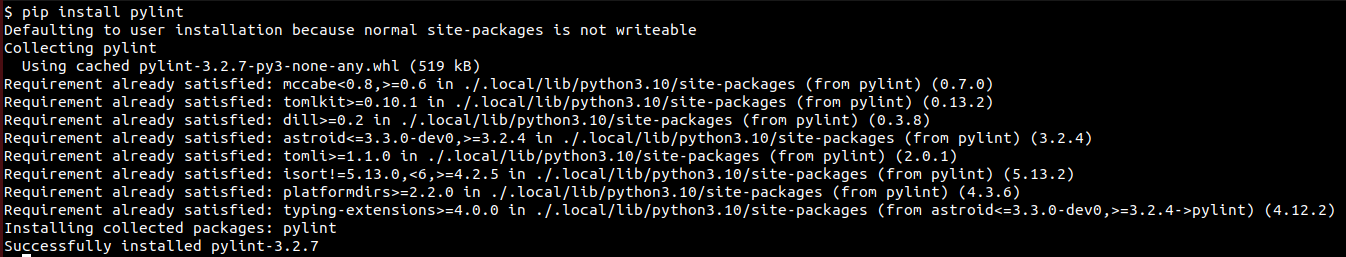 $ pip install pylint
Defaulting to user installation because normal site-packages is not writeable
Collecting pylint
  Using cached pylint-3.2.7-py3-none-any.whl (519 kB)
Requirement already satisfied: mccabe<0.8,>=0.6 in ./.local/lib/python3.10/site-packages (from pylint) (0.7.0)
Requirement already satisfied: tomlkit>=0.10.1 in ./.local/lib/python3.10/site-packages (from pylint) (0.13.2)
Requirement already satisfied: dill>=0.2 in ./.local/lib/python3.10/site-packages (from pylint) (0.3.8)
Requirement already satisfied: astroid<=3.3.0-dev0,>=3.2.4 in ./.local/lib/python3.10/site-packages (from pylint) (3.2.4)
Requirement already satisfied: tomli>=1.1.0 in ./.local/lib/python3.10/site-packages (from pylint) (2.0.1)
Requirement already satisfied: isort!=5.13.0,<6,>=4.2.5 in ./.local/lib/python3.10/site-packages (from pylint) (5.13.2)
Requirement already satisfied: platformdirs>=2.2.0 in ./.local/lib/python3.10/site-packages (from pylint) (4.3.6)
Requirement already satisfied: typing-extensions>=4.0.0 in ./.local/lib/python3.10/site-packages (from astroid<=3.3.0-dev0,>=3.2.4->pylint) (4.12.2)
Installing collected packages: pylint
Successfully installed pylint-3.2.7